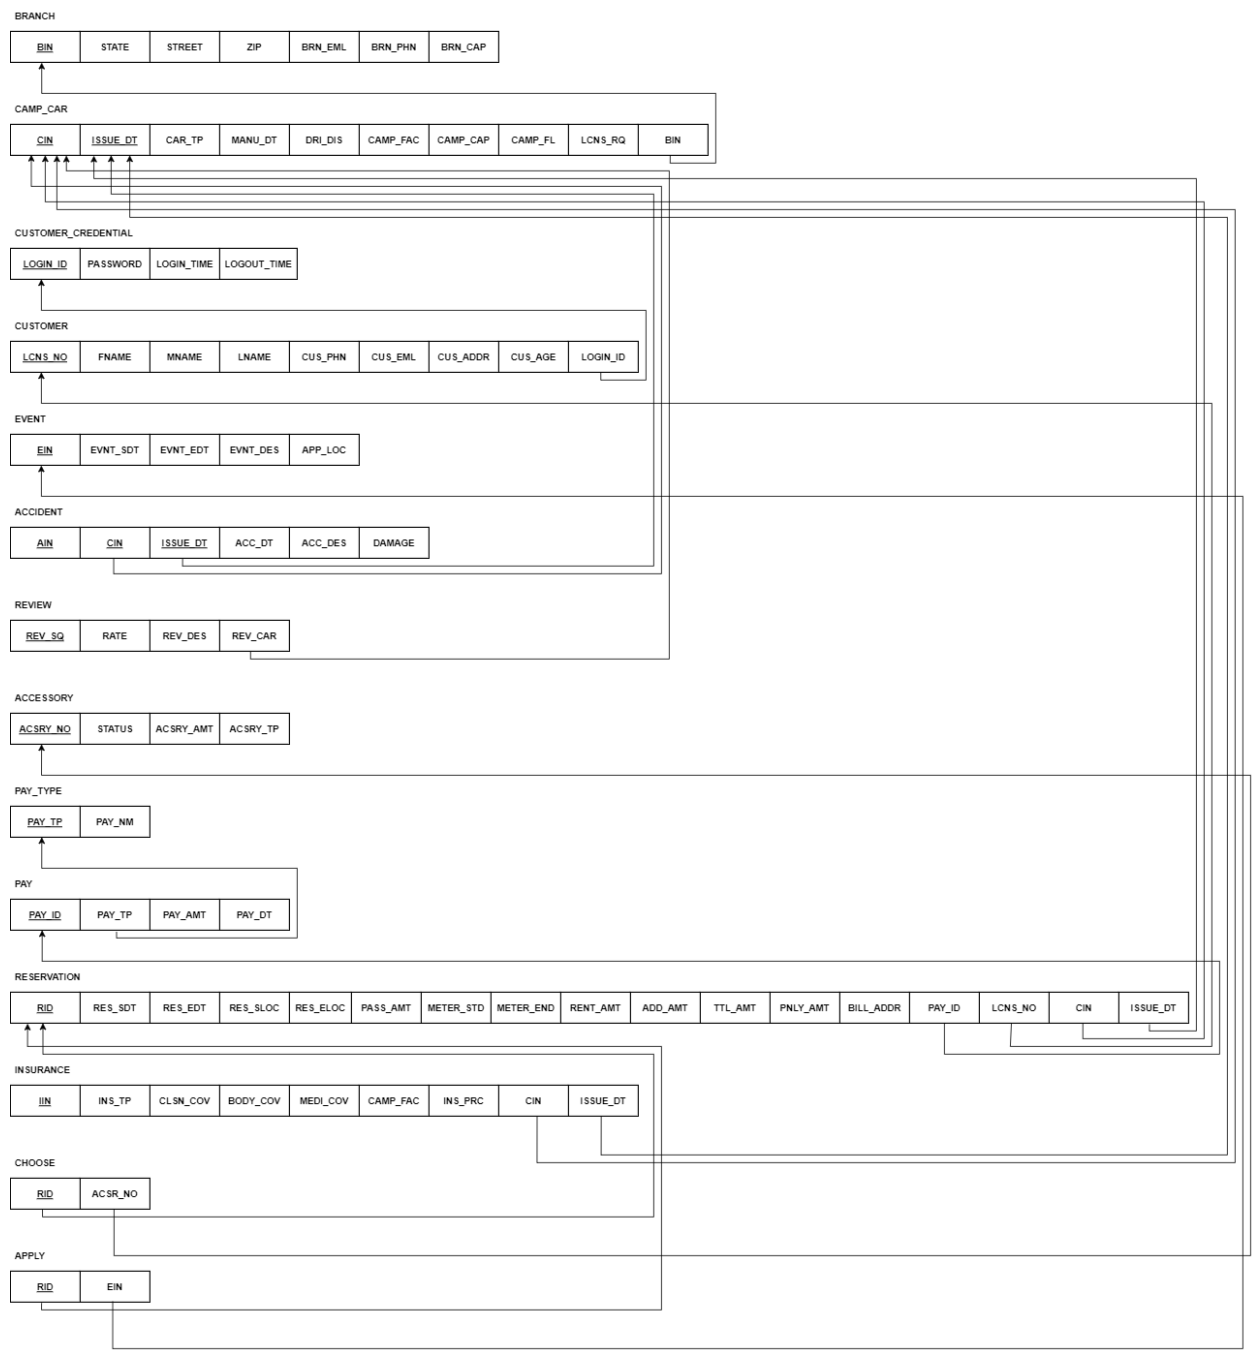 BRANCH
BIN STATE STREET ZIP BRN_EML BRN_PHN BRN_CAP
CAMP_CAR
CIN ISSUE_DT CAR_TP MANU_DT DRI_DIS CAMP_FAC CAMP_CAP CAMP_FL LCNS_RQ BIN
CUSTOMER_CREDENTIAL
LOGIN_ID PASSWORD LOGIN_TIME LOGOUT_TIME
CUSTOMER
LCNS_NO FNAME MNAME LNAME CUS_PHN CUS_EML CUS_ADDR CUS_AGE LOGIN_ID
EVENT
EIN EVNT_SDT EVNT_EDT EVNT_DES APP_LOC
ACCIDENT
AIN CIN ISSUE_DT ACC_DT ACC_DES DAMAGE
REVIEW
REV_SQ RATE REV_DES REV_CAR
ACCESSORY
ACSRY_NO STATUS ACSRY_AMT ACSRY_TP
PAY_TYPE
PAY_TP PAY_NM
PAY
PAY_ID PAY_TP PAY_AMT PAY_DT
RESERVATION
RID RES_SDT RES_EDT RES_SLOC RES_ELOC PASS_AMT METER_STD METER_END RENT_AMT ADD_AMT TTL_AMT PNLY_AMT BILL_ADDR PAY_ID LCNS_NO CIN ISSUE_DT
INSURANCE
IIN INS_TP CLSN_COV BODY_COV MEDI_COV CAMP_FAC INS_PRC CIN ISSUE_DT
CHOOSE
RID ACSR_NO
APPLY
RID EIN